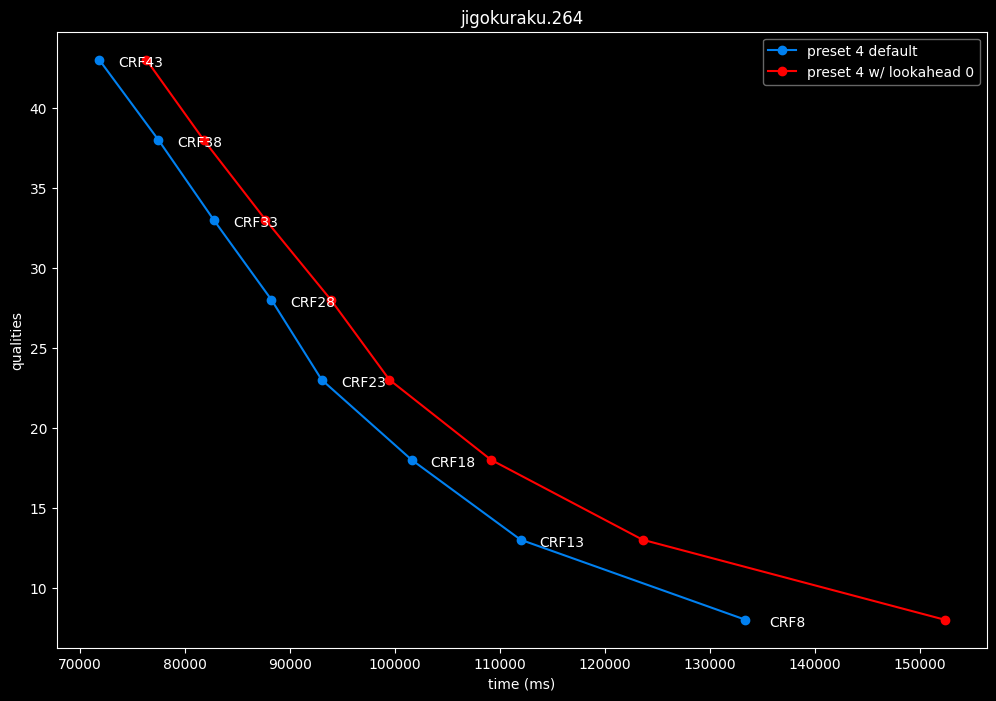 jigokuraku.264
preset 4 default
preset 4 w/ lookahead 0
qualities
40
35
30
25
20
15
10
CRF43
CRF38
CRF33
CRF28
CRF23
CRF18
CRF13
CRF8
70000 80000 90000 100000 110000 120000 130000 140000 150000
time (ms)